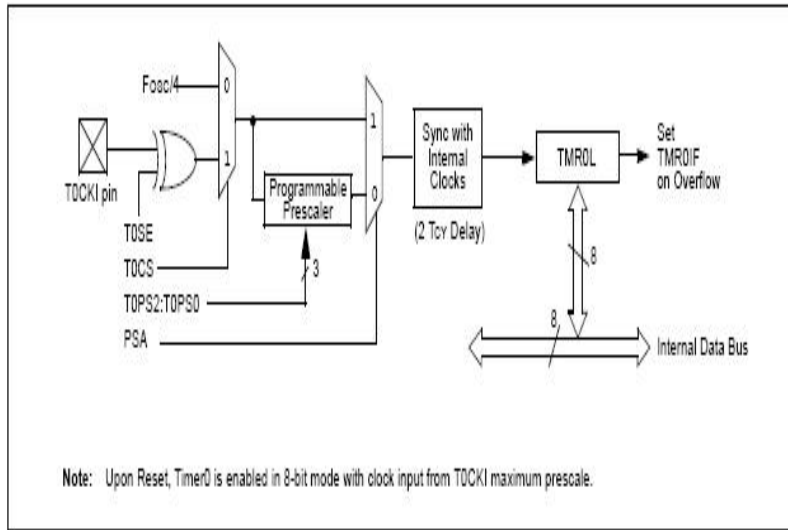 Fosc/4
0
1
T0CKI pin
T0SE
T0CS
T0PS2:T0PS0
PSA
Programmable
Prescaler
3
1
0
Sync with
Internal
Clocks
(2 TCY Delay)
TMR0L
Set
TMR0IF
on Overflow
8
8
Internal Data Bus
Note: Upon Reset, Timer0 is enabled in 8-bit mode with clock input from T0CKI maximum prescale.